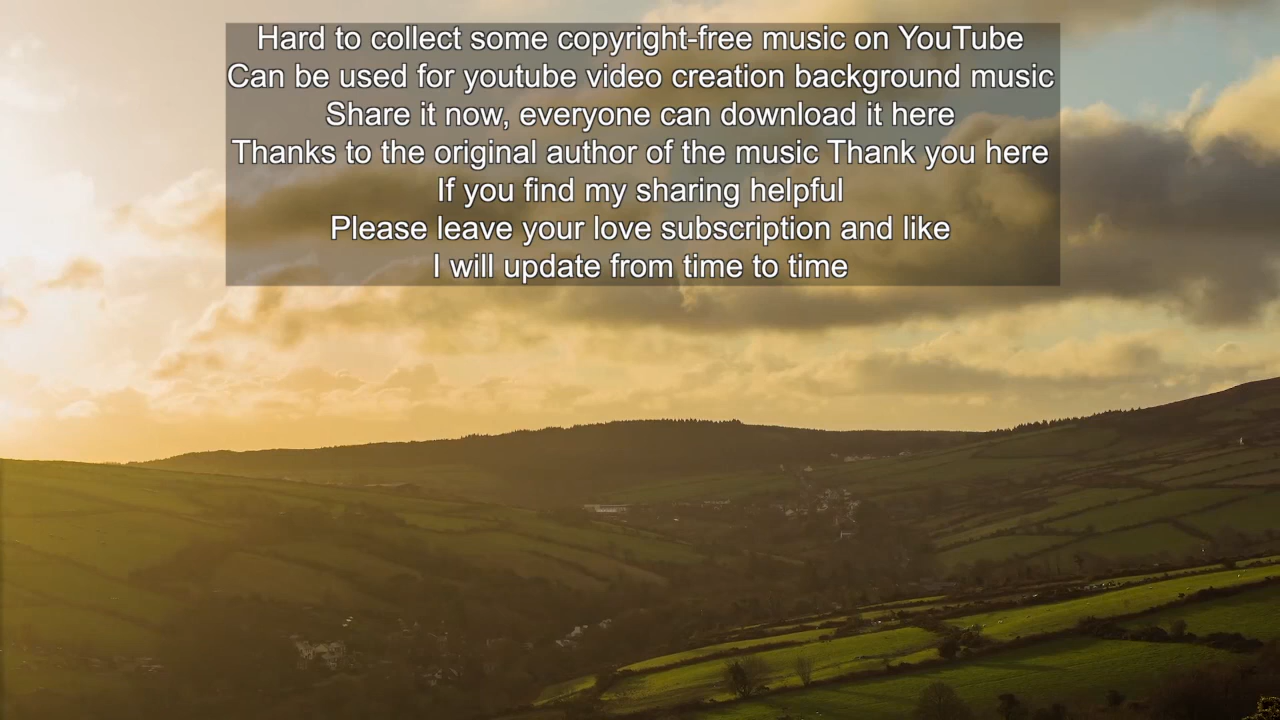 Hard to collect some copyright-free music on YouTube
Can be used for youtube video creation background music
Share it now, everyone can download it here
Thanks to the original author of the music Thank you here
If you find my sharing helpful
Please leave your love subscription and like
I will update from time to time